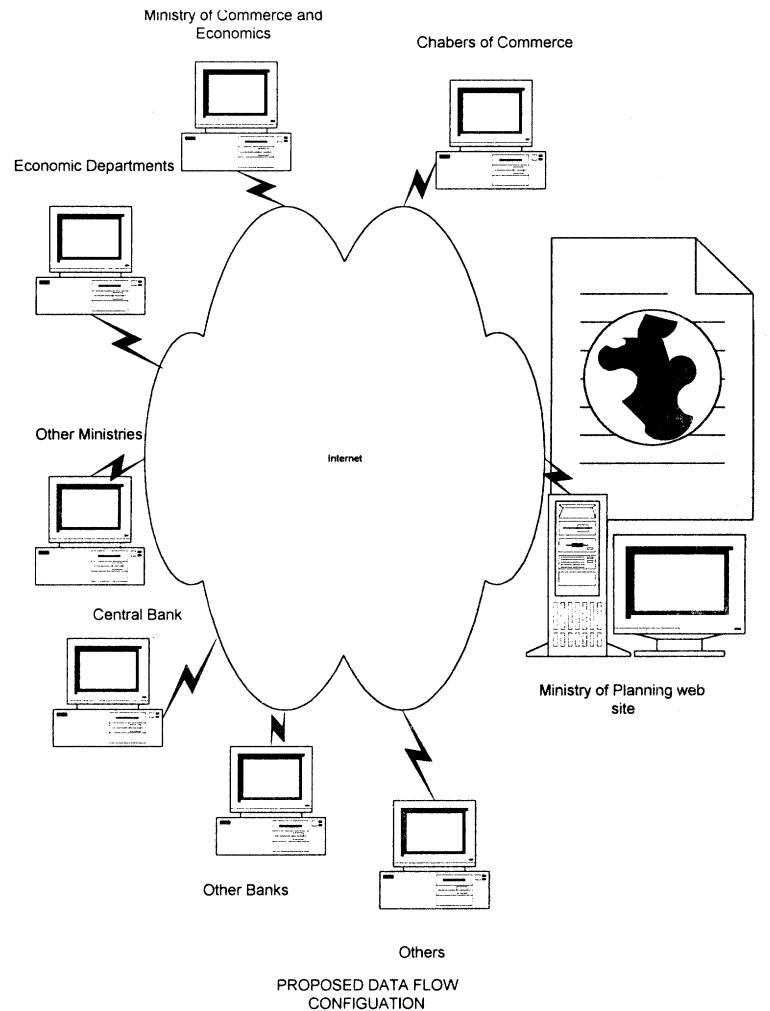 Ministry of Commerce and
Economics
Chabers of Commerce
Economic Departments
Other Ministries
Internet
Central Bank
Ministry of Planning web
site
Other Banks
Others
PROPOSED DATA FLOW
CONFIGUATION